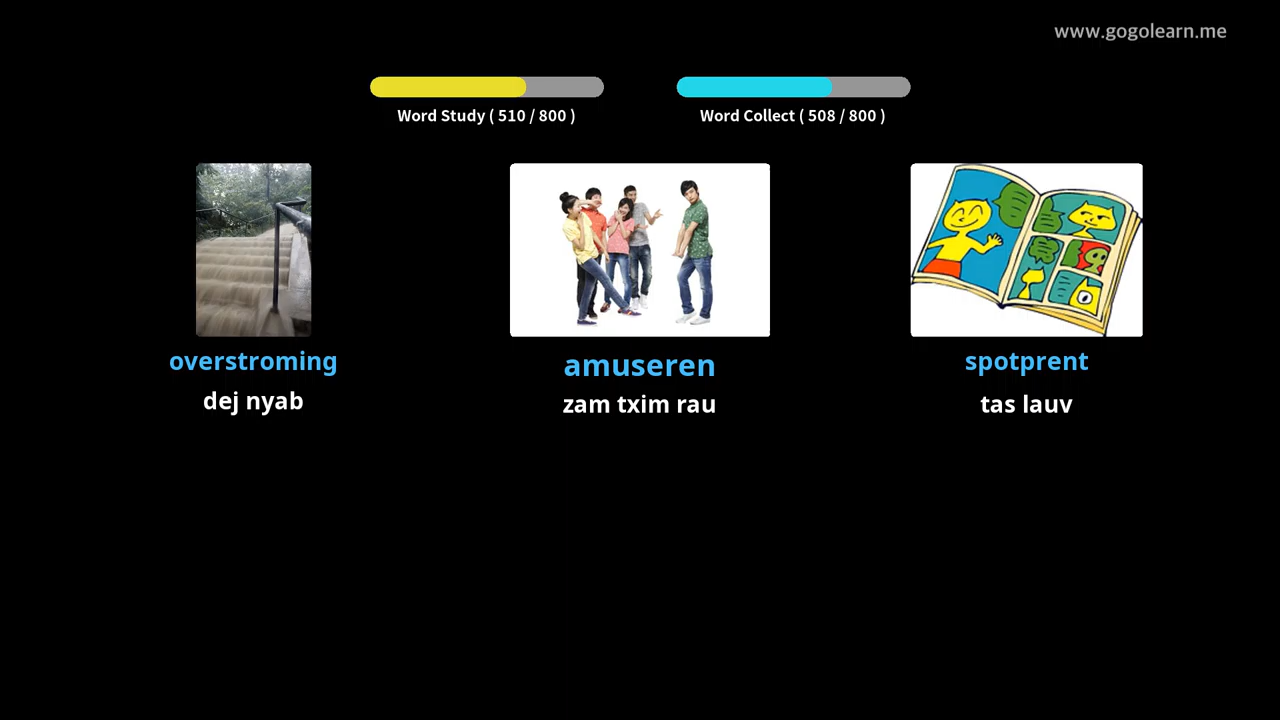 www.gogolearn.me
Word Study ( 510 / 800 )
Word Collect ( 508 / 800 )
overstroming
dej nyab
amuseren
zam txim rau
spotprent
tas lauv